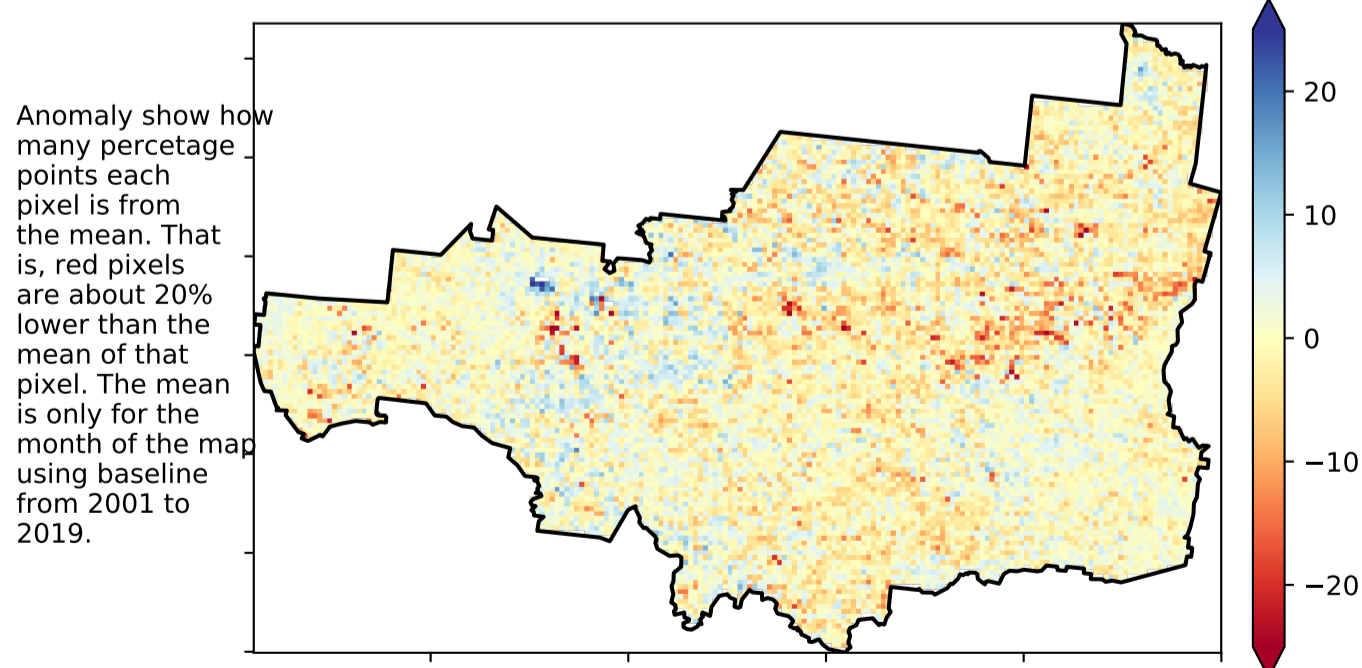 Anomaly show how
many percetage
points each
pixel is from
the mean. That
is, red pixels
are about 20%
lower than the
mean of that
pixel. The mean
is only for the
month of the map
using baseline
from 2001 to
2019.
20
10
0
−10
−20